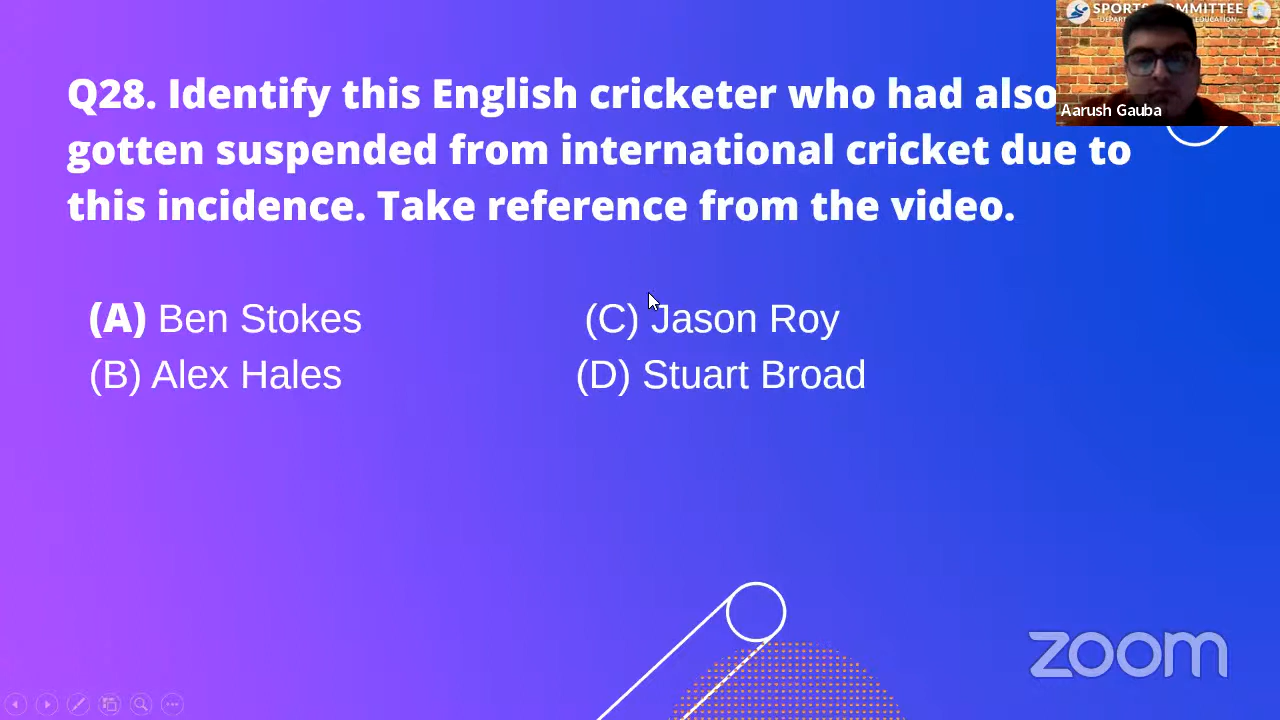 SPORTS COMMITTEE
Aarush Gauba
Q28. Identify this English cricketer who had also
gotten suspended from international cricket due to
this incidence. Take reference from the video.
(A) Ben Stokes
(C) Jason Roy
(B) Alex Hales
(D) Stuart Broad
zoom